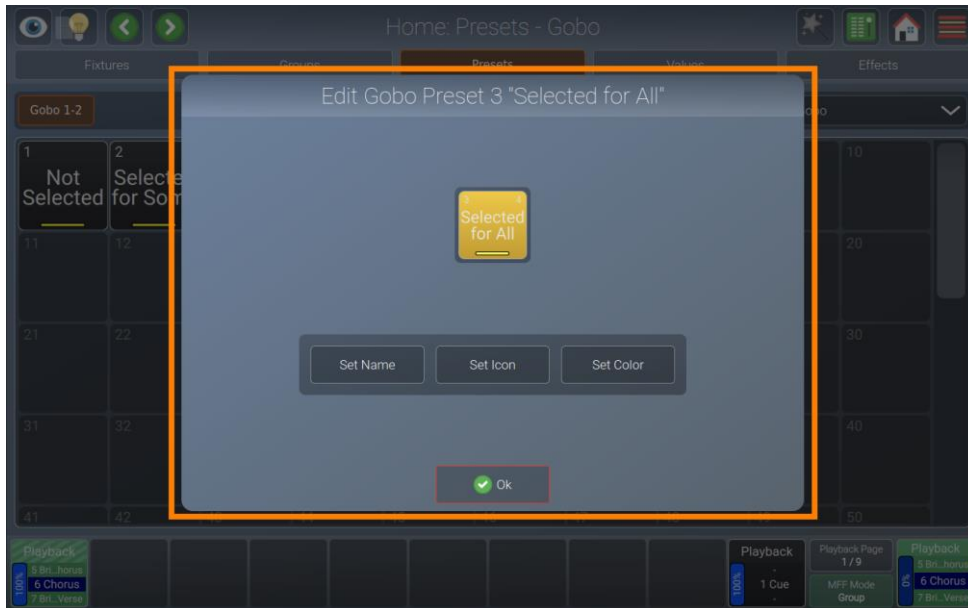 Home: Presets - Gobo
Fixtures
Groups
Presets
Values
Effects
Edit Gobo Preset 3 "Selected for All"
Gobo 1-2
1
Not
Selected
2
for
10
3 4
Selected
for All
11
12
20
21
22
30
Set Name
Set Icon
Set Color
31
32
40
Ok
41
42
50
Playback
100%
5 Bri...horus
6 Chorus
7 Bri...Verse
Playback
100%
-
1 Cue
-
Playback Page
1 / 9
MFF Mode
Group
Playback
0%
5 Bri...horus
6 Chorus
7 Bri...Verse